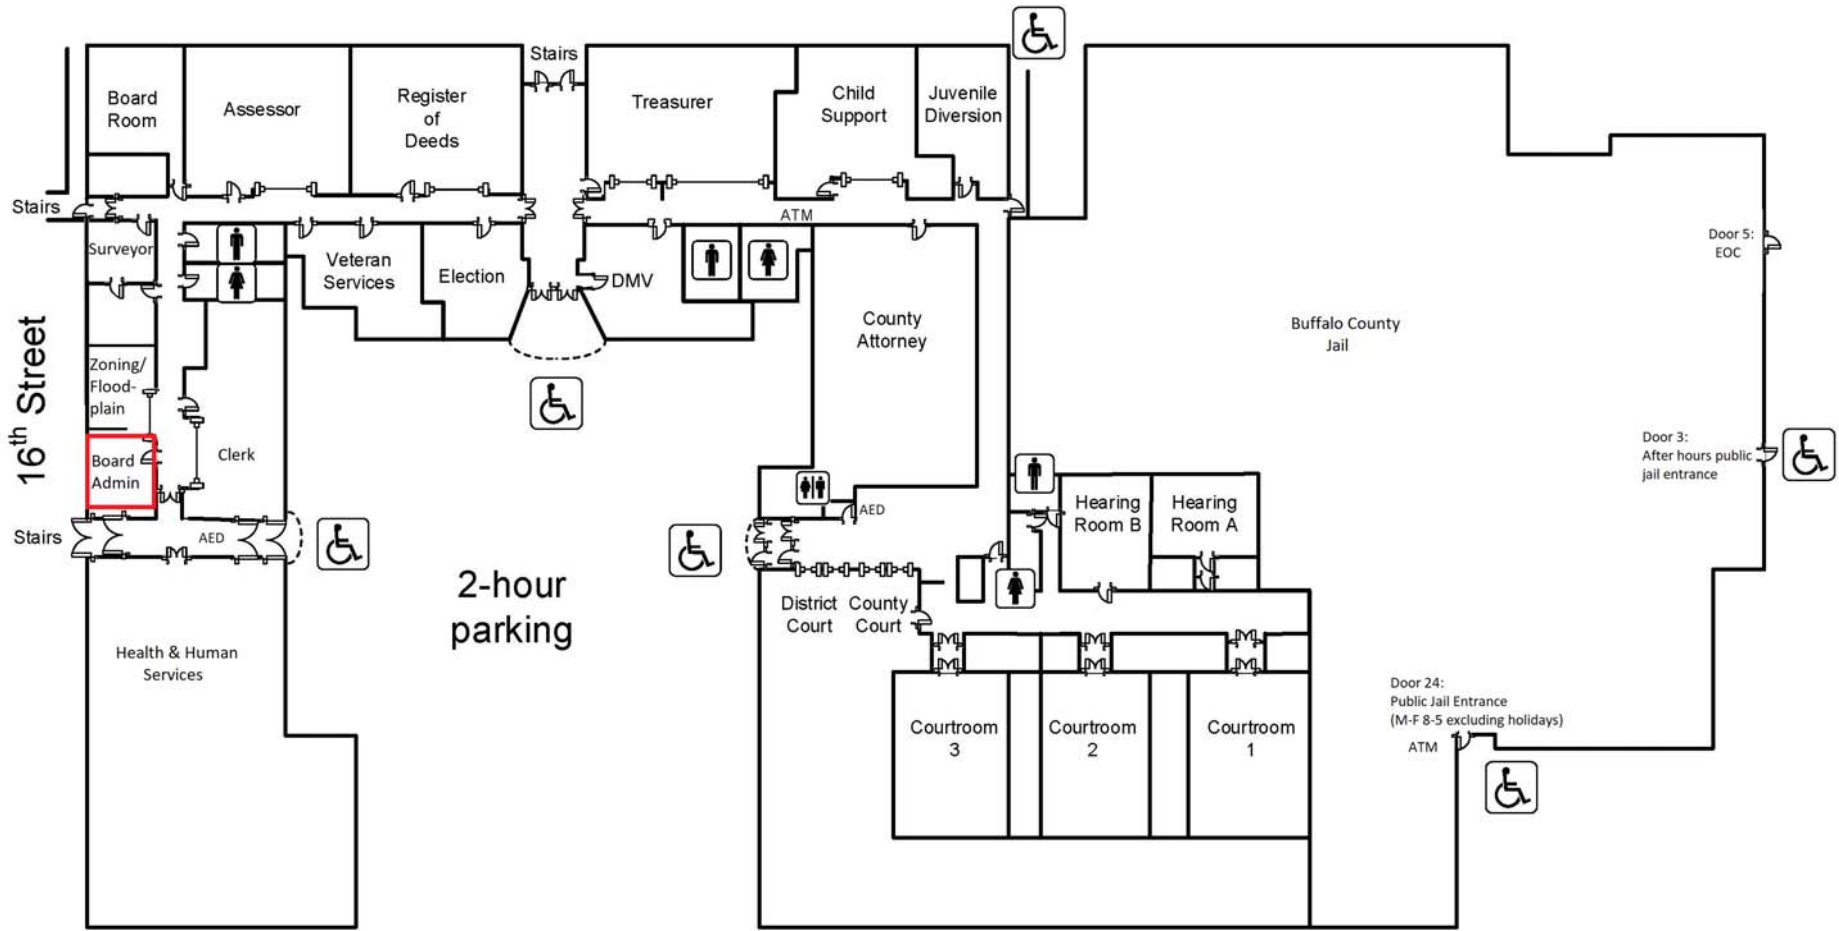 Stairs
Board
Room
Assessor
Register
of
Deeds
Treasurer
Child
Support
Juvenile
Diversion
Stairs
ATM
Surveyor
Veteran
Services
Election
DMV
Door 5:
EOC
County
Attorney
Buffalo County
Jail
16th Street
Zoning/
Flood-
plain
Board
Admin
Clerk
Door 3:
After hours public
jail entrance
Hearing
Room B
Hearing
Room A
AED
Stairs
AED
2-hour
parking
District
Court
County
Court
Health & Human
Services
Door 24:
Public Jail Entrance
(M-F 8-5 excluding holidays)
ATM
Courtroom
3
Courtroom
2
Courtroom
1